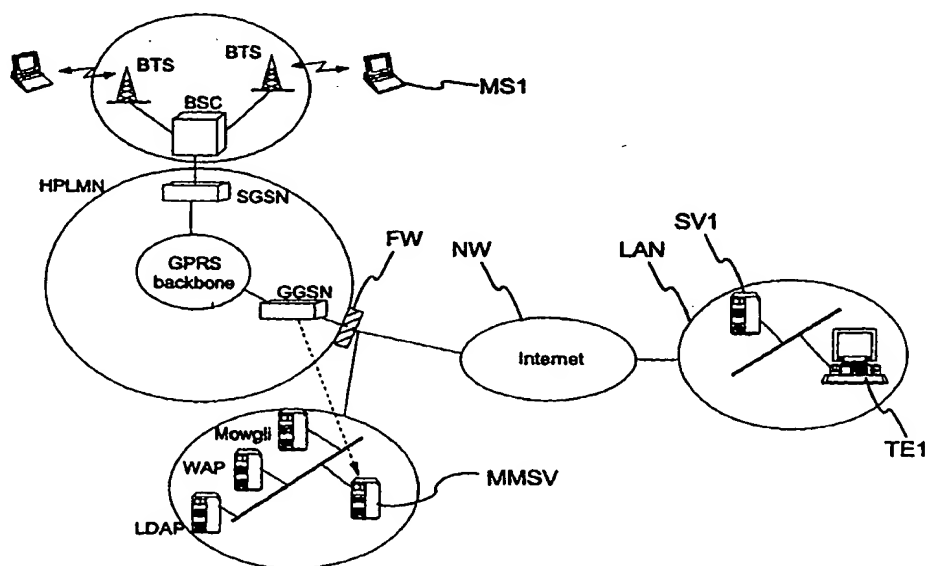 BTS
BTS
MS1
BSC
HPLMN
SGSN
FW
NW
LAN
SV1
GPRS
backbone
GGSN
Internet
TE1
Mowgli
WAP
MMSV
LDAP